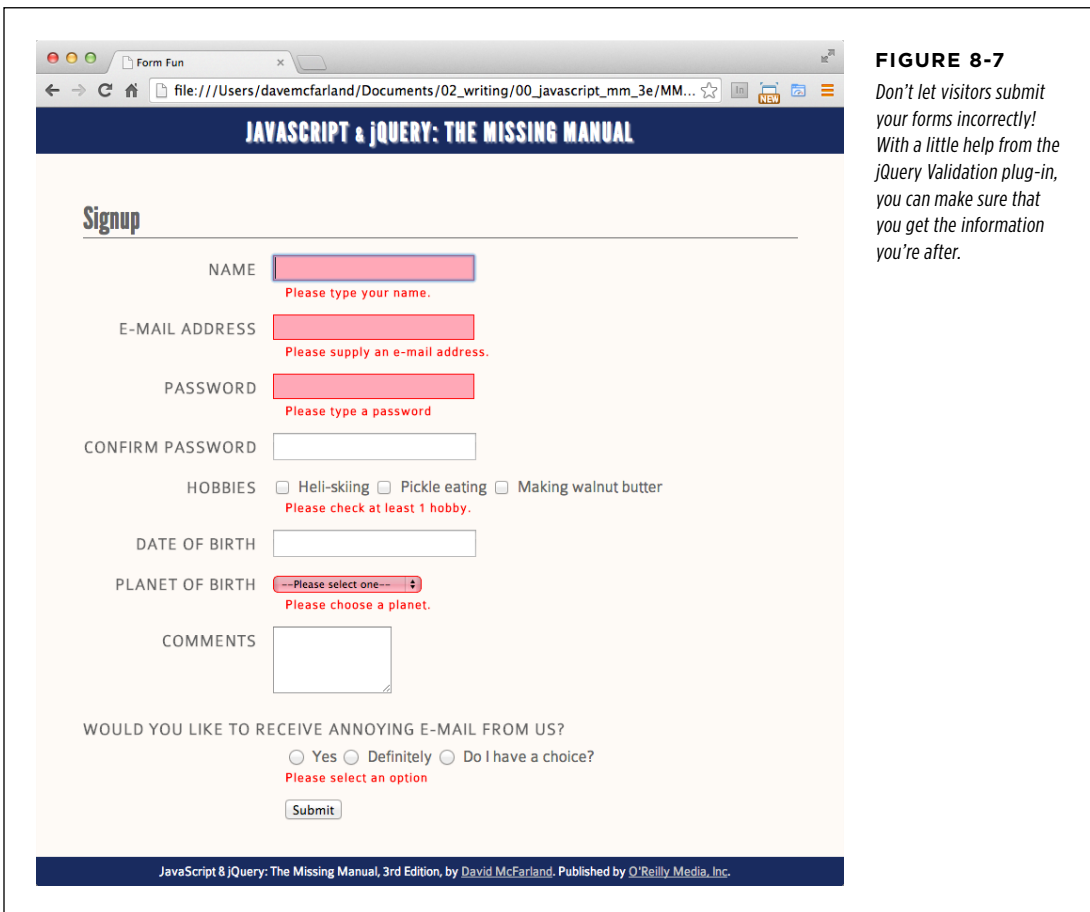 Form Fun
file:///Users/davemcfarland/Documents/02_writing/00_javascript_mm_3e/MM...
In
NEW
JAVASCRIPT & jQUERY: THE MISSING MANUAL
Signup
NAME
Please type your name.
E-MAIL ADDRESS
Please supply an e-mail address.
PASSWORD
Please type a password
CONFIRM PASSWORD
HOBBIES Heli-skiing Pickle eating Making walnut butter
Please check at least 1 hobby.
DATE OF BIRTH
PLANET OF BIRTH --Please select one--
Please choose a planet.
COMMENTS
WOULD YOU LIKE TO RECEIVE ANNOYING E-MAIL FROM US?
Yes Definitely Do I have a choice?
Please select an option
Submit
JavaScript & jQuery: The Missing Manual, 3rd Edition, by David McFarland. Published by O'Reilly Media, Inc.
FIGURE 8-7
Don’t let visitors submit
your forms incorrectly!
With a little help from the
jQuery Validation plug-in,
you can make sure that
you get the information
you’re after.